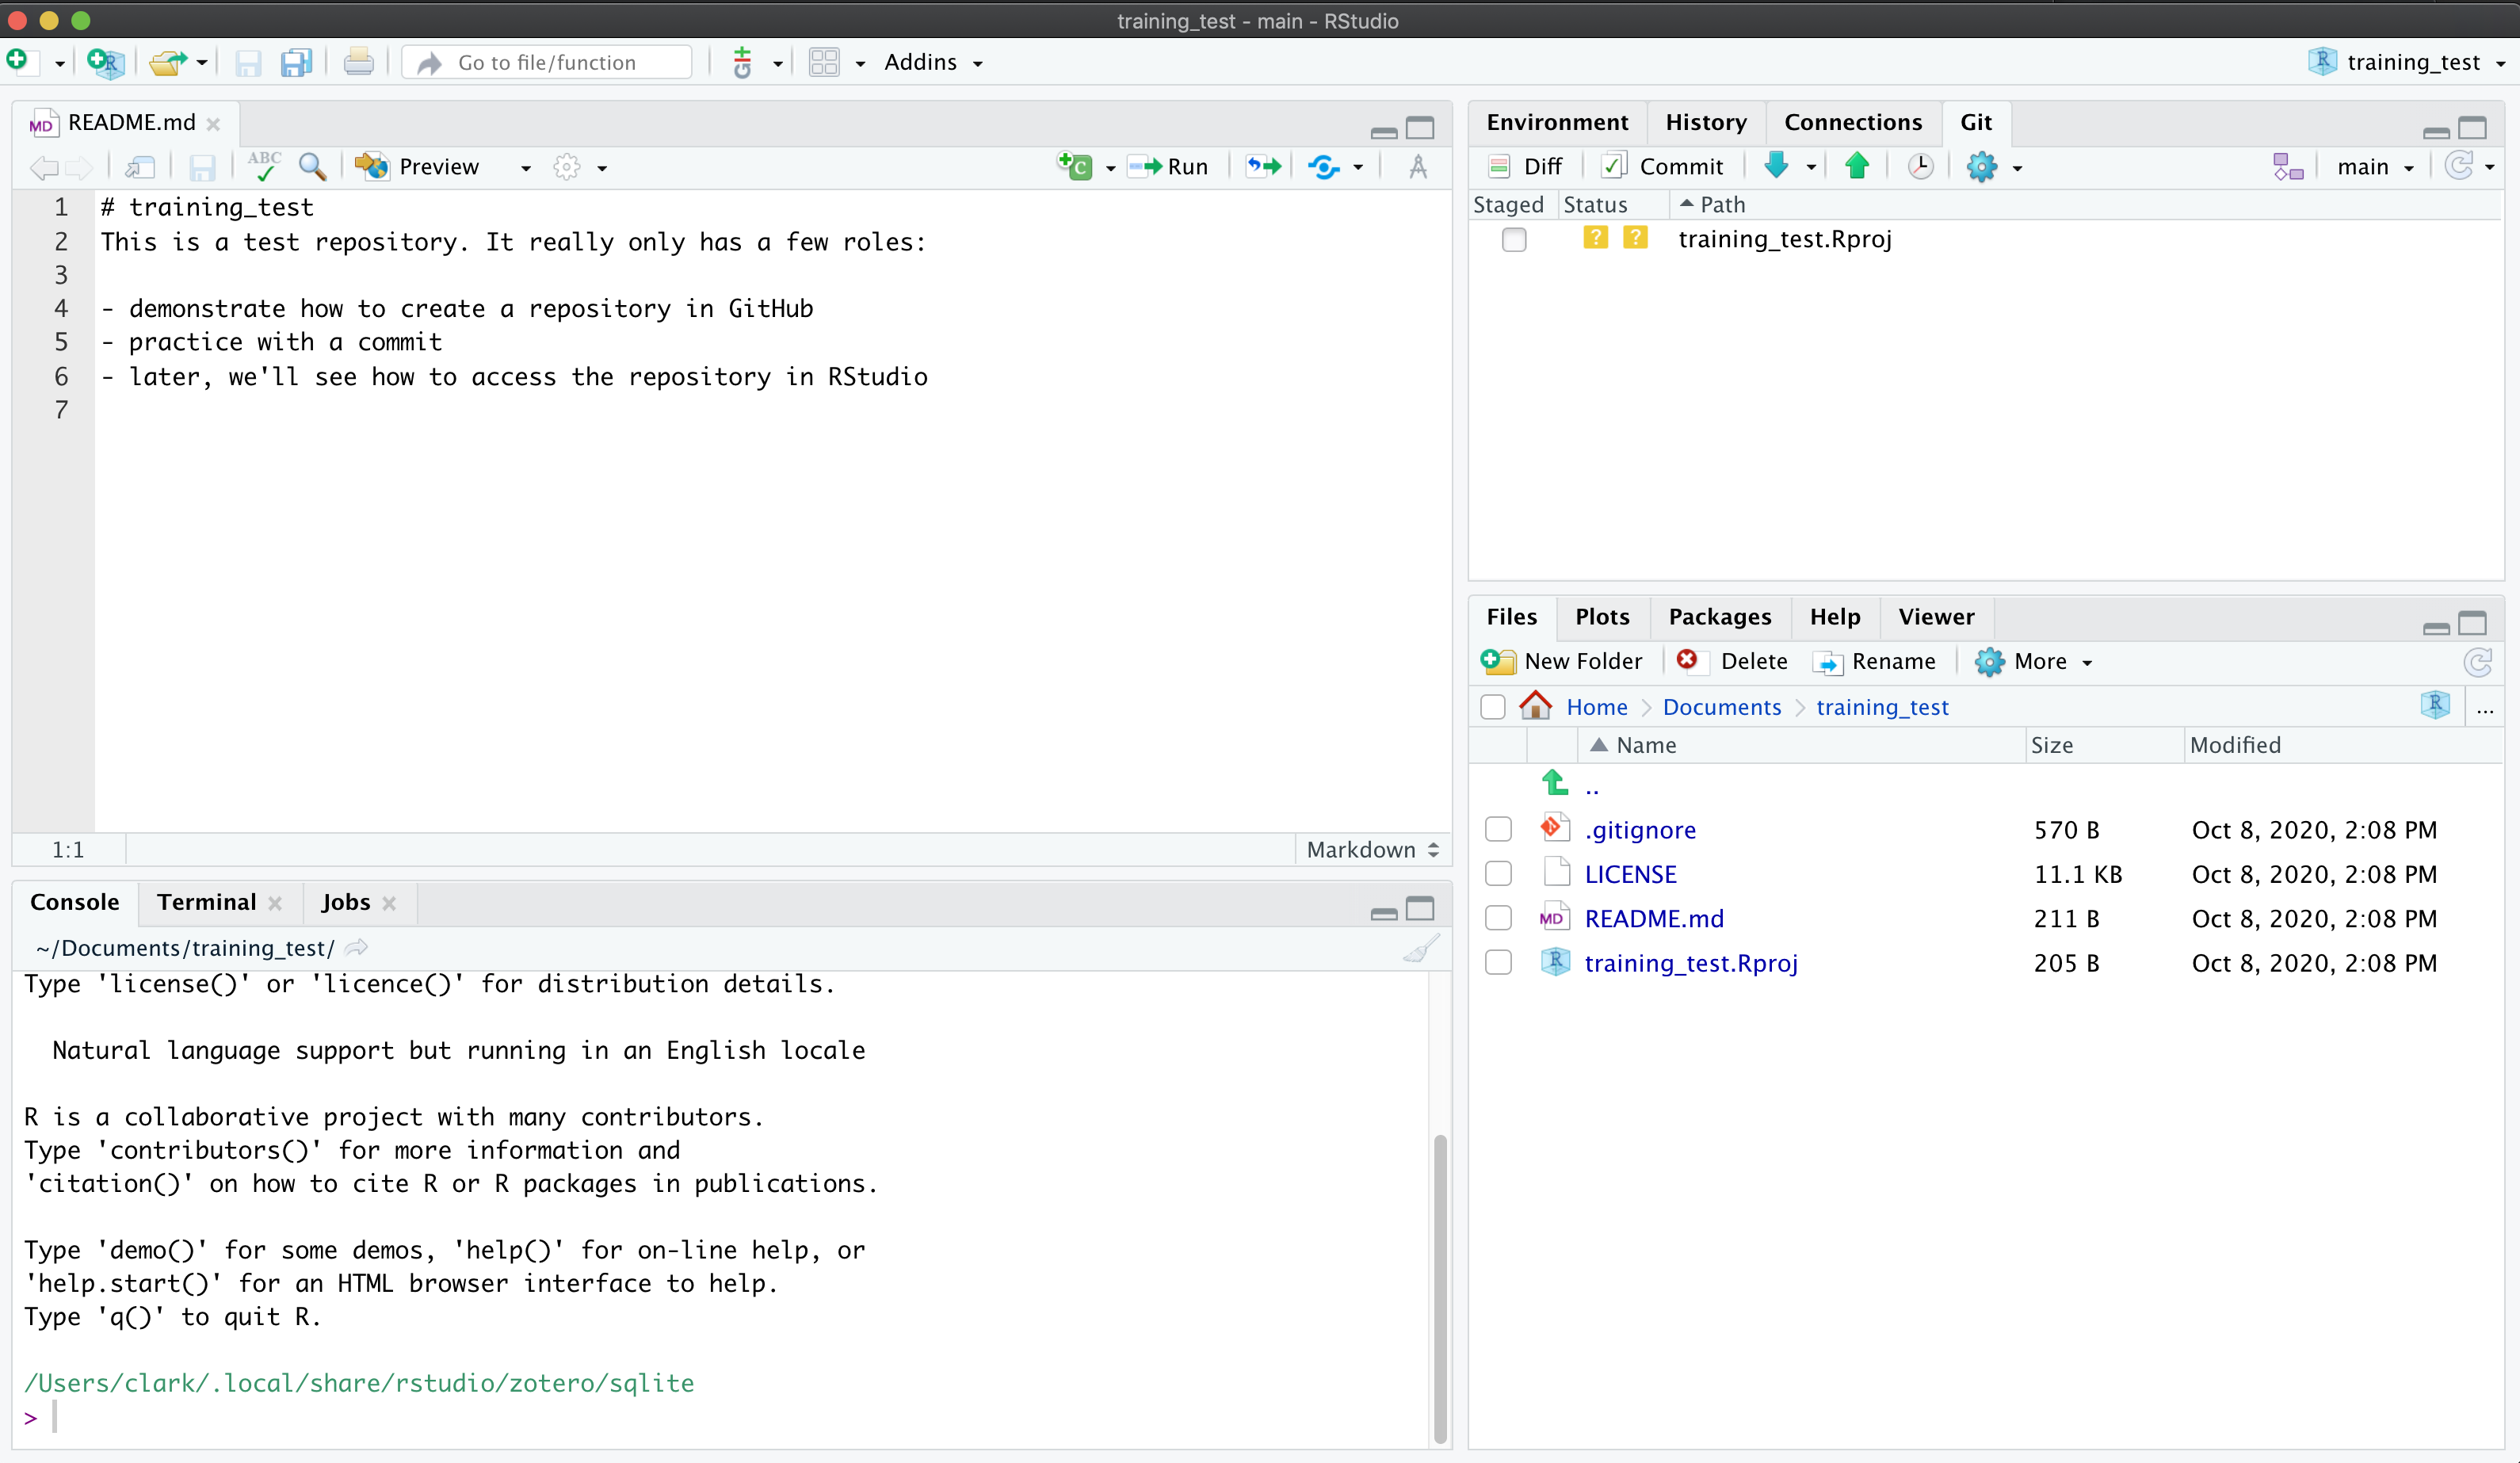 training_test - main - RStudio
Go to file/function
Addins
training_test
README.md
ABC
Preview
Run
1 # training_test
2 This is a test repository. It really only has a few roles:
3
4 - demonstrate how to create a repository in GitHub
5 - practice with a commit
6 - later, we'll see how to access the repository in RStudio
7
1:1
Markdown
Console Terminal Jobs
~/Documents/training_test/
Type 'license()' or 'licence()' for distribution details.
Natural language support but running in an English locale
R is a collaborative project with many contributors.
Type 'contributors()' for more information and
'citation()' on how to cite R or R packages in publications.
Type 'demo()' for some demos, 'help()' for on-line help, or
'help.start()' for an HTML browser interface to help.
Type 'q()' to quit R.
/Users/clark/.local/share/rstudio/zotero/sqlite
>
Environment History Connections Git
Diff Commit main
Staged Status Path
? ? training_test.Rproj
Files Plots Packages Help Viewer
New Folder Delete Rename More
Home Documents training_test ...
Name Size Modified
..
.gitignore 570 B Oct 8, 2020, 2:08 PM
LICENSE 11.1 KB Oct 8, 2020, 2:08 PM
MD README.md 211 B Oct 8, 2020, 2:08 PM
training_test.Rproj 205 B Oct 8, 2020, 2:08 PM